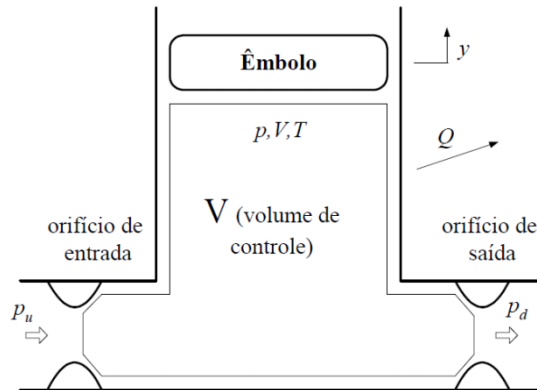 Êmbolo
y
p,V,T
Q
V (volume de
controle)
orifício de
entrada
orifício de
saída
p_u
p_d